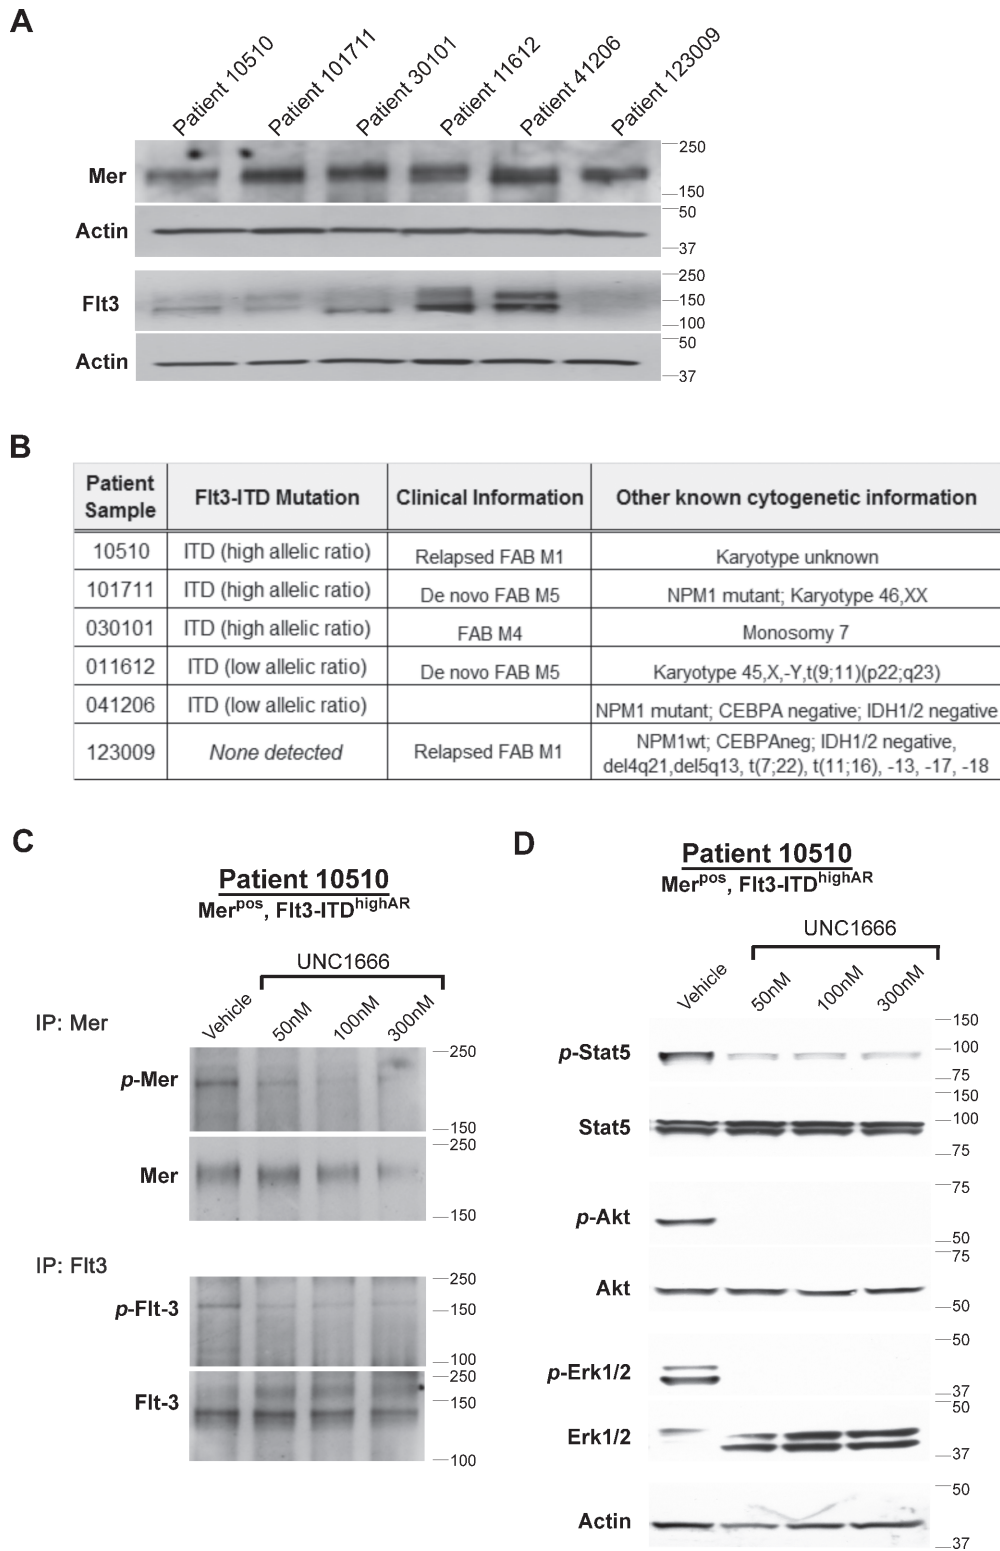 A
Patient 10510
Patient 101711
Patient 30101
Patient 11612
Patient 41206
Patient 123009
Mer
250
150
Actin
50
37
Flt3
250
150
100
Actin
50
37
B
Patient Sample Flt3-ITD Mutation Clinical Information Other known cytogenetic information
10510 ITD (high allelic ratio) Relapsed FAB M1 Karyotype unknown
101711 ITD (high allelic ratio) De novo FAB M5 NPM1 mutant; Karyotype 46,XX
030101 ITD (high allelic ratio) FAB M4 Monosomy 7
011612 ITD (low allelic ratio) De novo FAB M5 Karyotype 45,X,-Y,t(9;11)(p22;q23)
041206 ITD (low allelic ratio) NPM1 mutant; CEBPA negative; IDH1/2 negative
123009 None detected Relapsed FAB M1 NPM1wt; CEBPAneg; IDH1/2 negative,
del4q21,del5q13, t(7;22), t(11;16), -13, -17, -18
C
Patient 10510
Merpos, Flt3-ITDhighAR
UNC1666
Vehicle 50nM 100nM 300nM
IP: Mer
p-Mer
250
150
Mer
250
150
IP: Flt3
p-Flt-3
250
150
100
Flt-3
250
150
100
D
Patient 10510
Merpos, Flt3-ITDhighAR
UNC1666
Vehicle 50nM 100nM 300nM
p-Stat5
150
100
75
Stat5
150
100
75
p-Akt
75
50
Akt
75
50
p-Erk1/2
50
37
Erk1/2
50
37
Actin
50
37